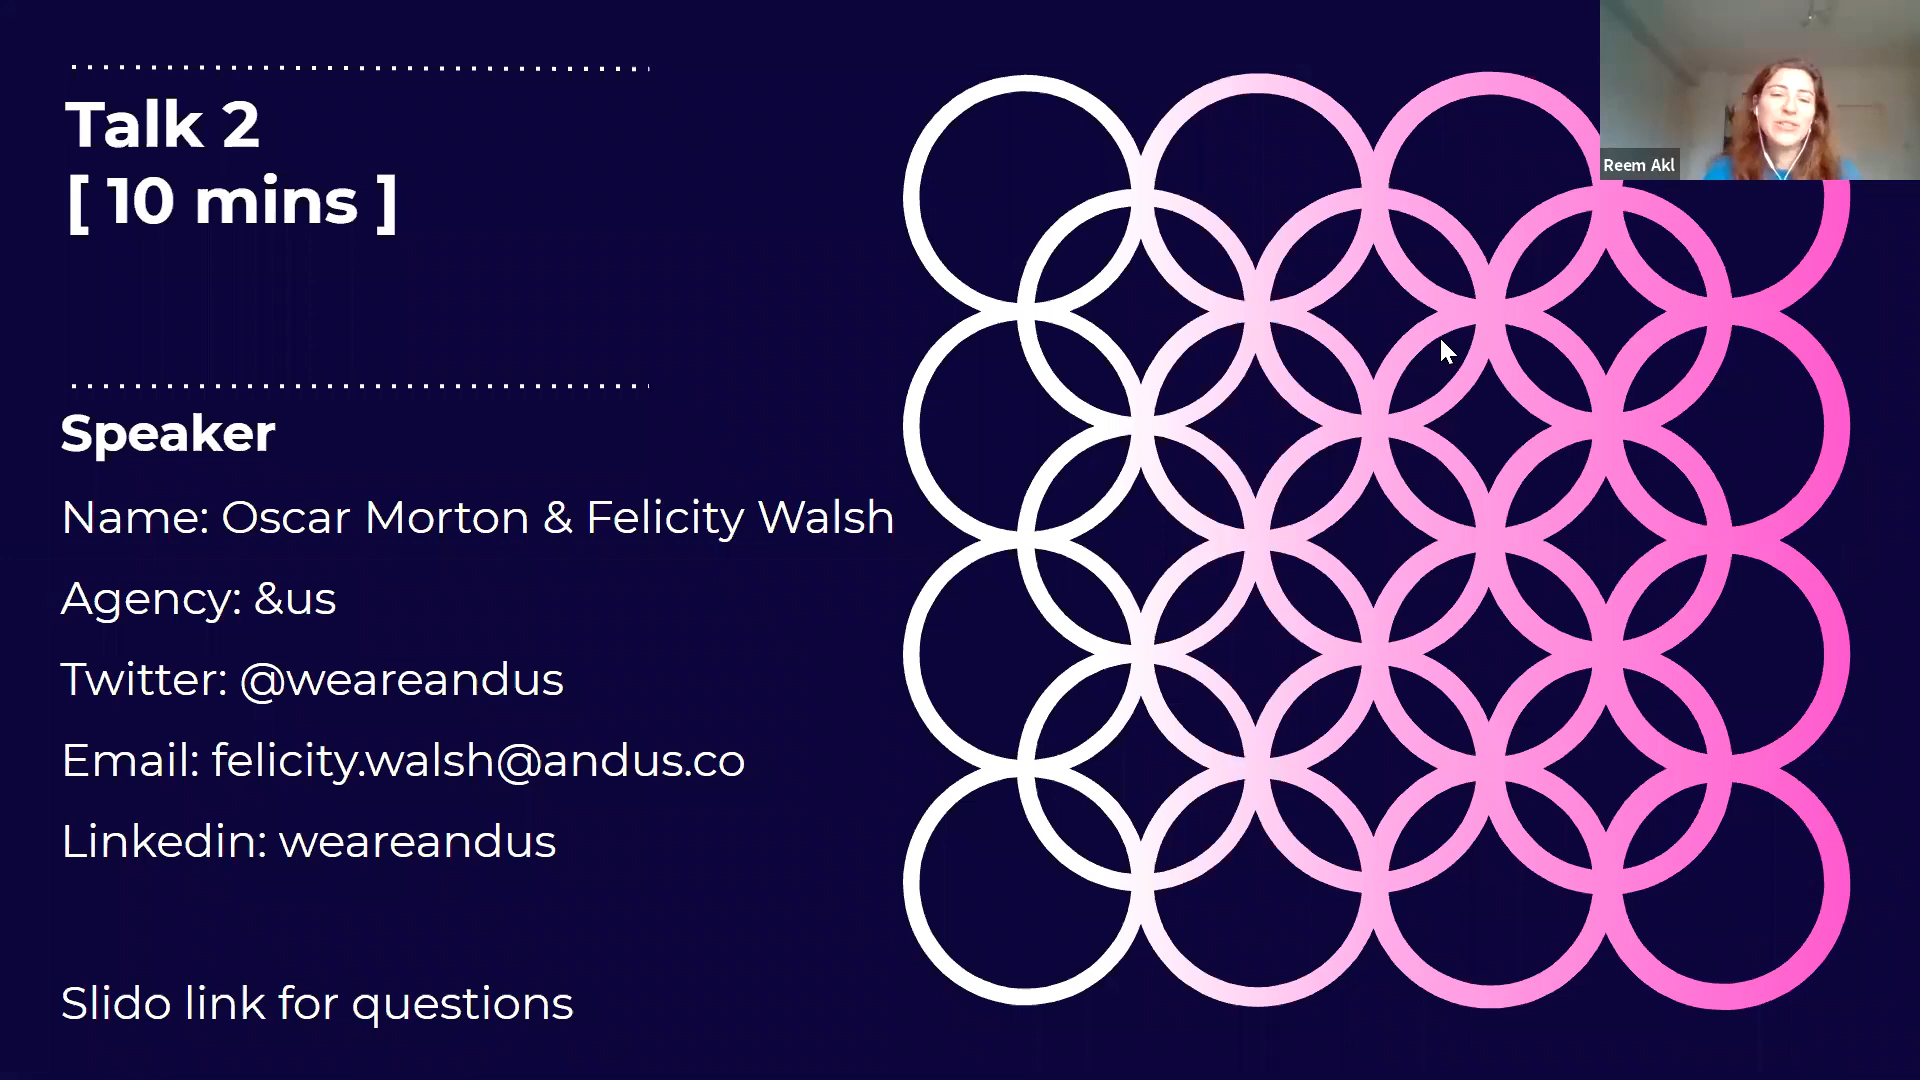 Talk 2
[ 10 mins ]
Reem Akl
Speaker
Name: Oscar Morton & Felicity Walsh
Agency: &us
Twitter: @weareandus
Email: felicity.walsh@andus.co
Linkedin: weareandus
Slido link for questions